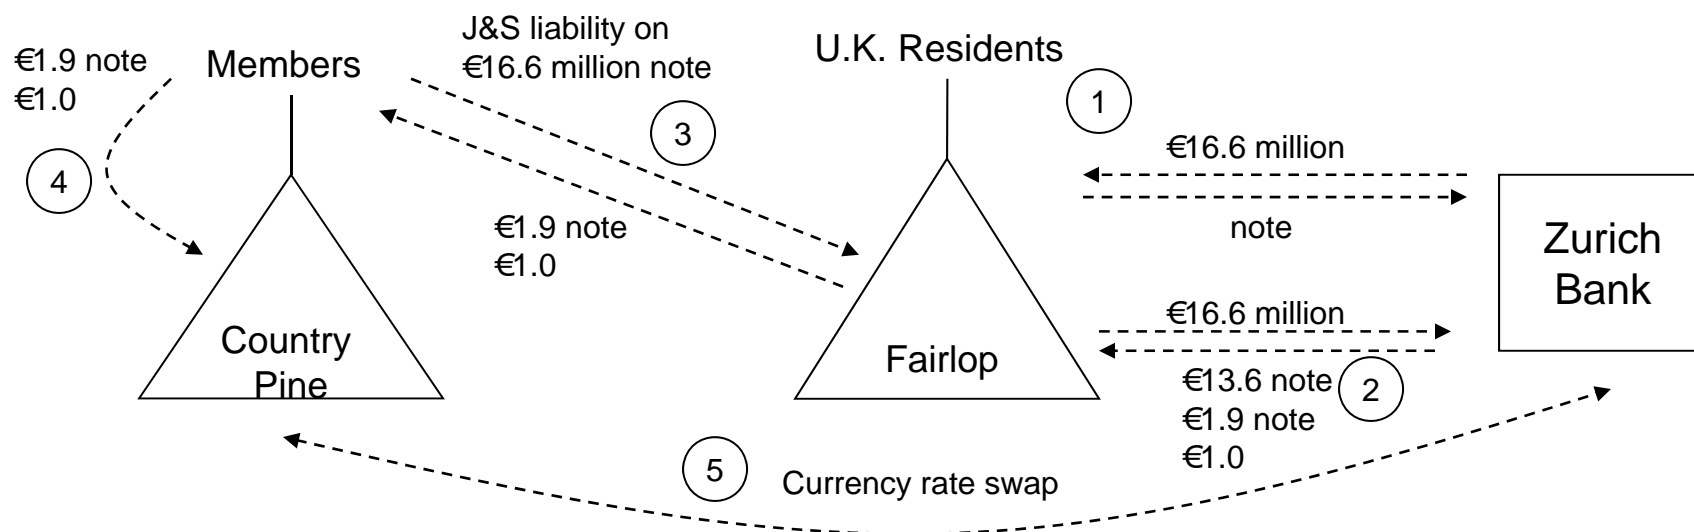 €1.9 note
€1.0
Members
J&S liability on
€16.6 million note
U.K. Residents
1
3
€16.6 million
note
4
€1.9 note
€1.0
Zurich
Bank
€16.6 million
Country
Pine
Fairlop
€13.6 note
€1.9 note
€1.0
2
5
Currency rate swap